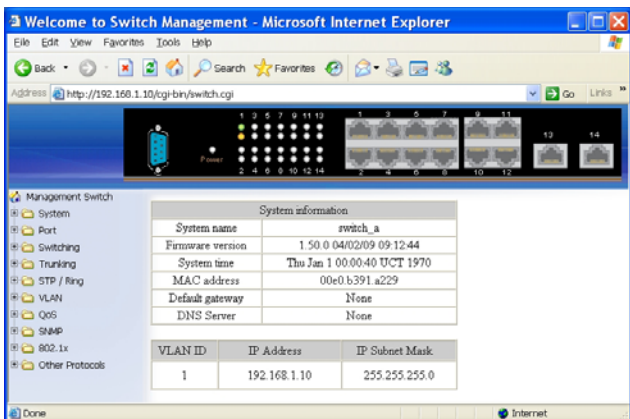 Welcome to Switch Management - Microsoft Internet Explorer
File Edit View Favorites Tools Help
Back Search Favorites
Address http://192.168.1.10/cgi-bin/switch.cgi Go Links »
1 3 5 7 9 11 13
Power
2 4 6 8 10 12 14
1 3 5 7 9 11
2 4 6 8 10 12
13 14
Management Switch
System
Port
Switching
Trunking
STP / Ring
VLAN
QoS
SNMP
802.1x
Other Protocols
System information
System name switch_a
Firmware version 1.50.0 04/02/09 09:12:44
System time Thu Jan 1 00:00:40 UCT 1970
MAC address 00e0.b391.a229
Default gateway None
DNS Server None
VLAN ID IP Address IP Subnet Mask
1 192.168.1.10 255.255.255.0
Done Internet